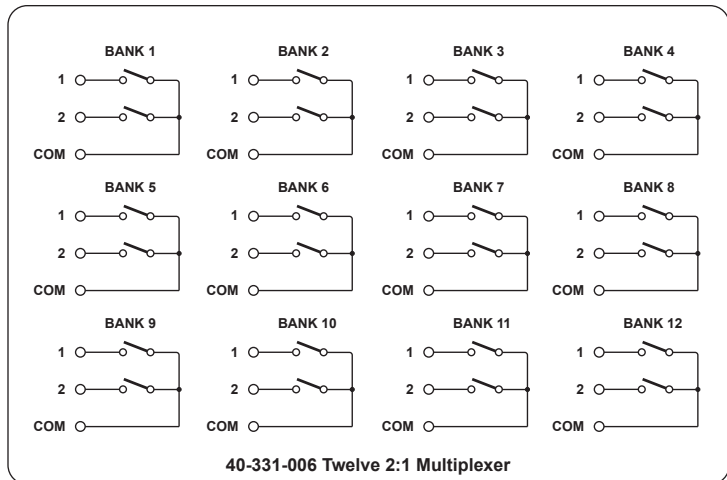 BANK 1 BANK 2 BANK 3 BANK 4
1 1 1 1
2 2 2 2
COM COM COM COM
BANK 5 BANK 6 BANK 7 BANK 8
1 1 1 1
2 2 2 2
COM COM COM COM
BANK 9 BANK 10 BANK 11 BANK 12
1 1 1 1
2 2 2 2
COM COM COM COM
40-331-006 Twelve 2:1 Multiplexer